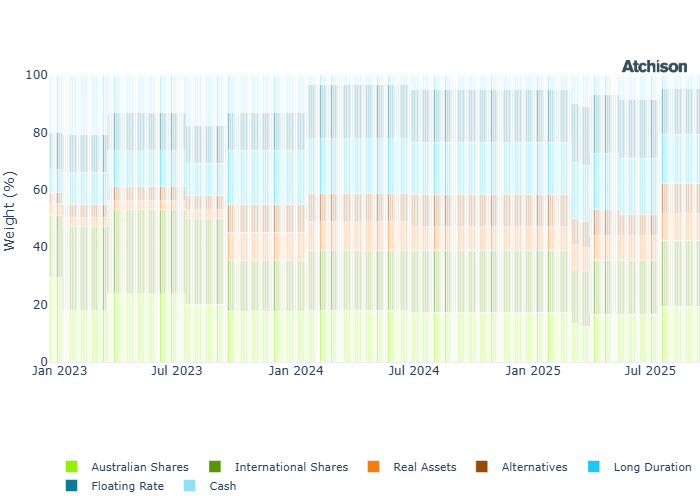 Atchison
100
80
60
40
20
0
Weight (%)
Jan 2023 Jul 2023 Jan 2024 Jul 2024 Jan 2025 Jul 2025
Australian Shares International Shares Real Assets Alternatives Long Duration
Floating Rate Cash